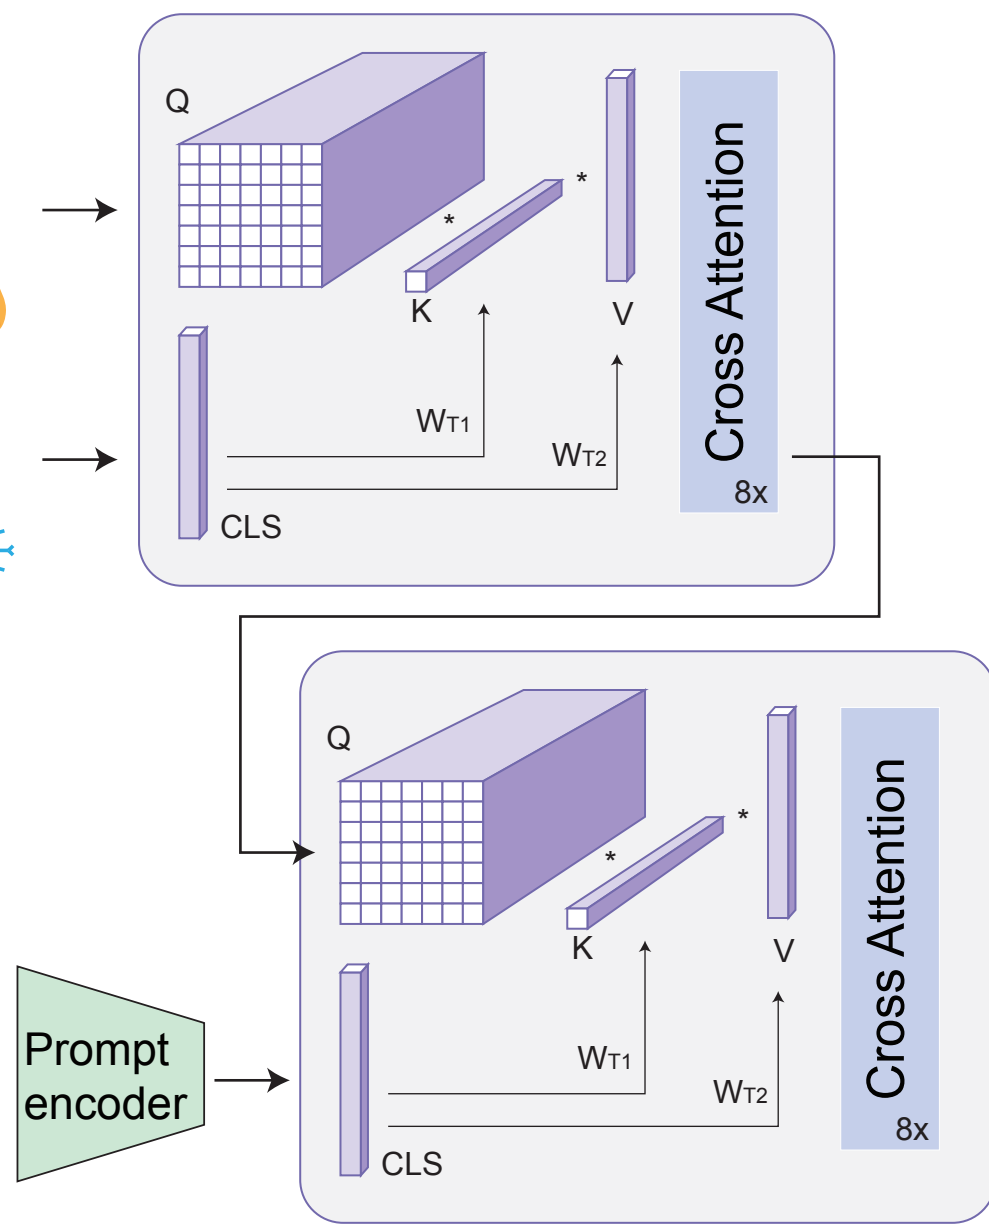 Q
*
*
K
V
WT1
WT2
CLS
Cross Attention
8x
Q
*
*
K
V
WT1
WT2
CLS
Cross Attention
8x
Prompt
encoder